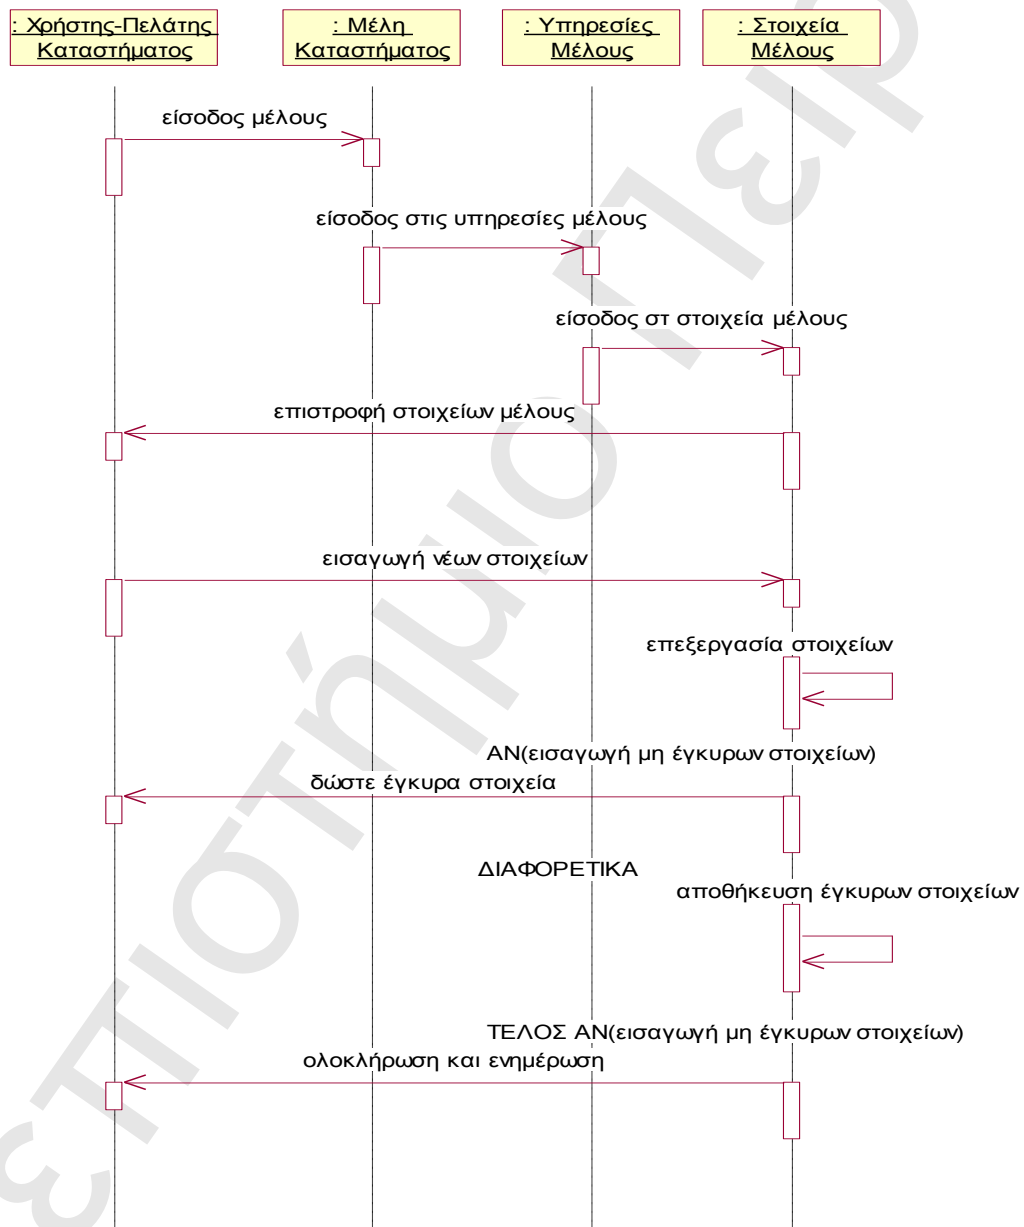 : Χρήστης-Πελάτης
Καταστήματος
: Μέλη
Καταστήματος
: Υπηρεσίες
Μέλους
: Στοιχεία
Μέλους
είσοδος μέλους
είσοδος στις υπηρεσίες μέλους
είσοδος στ στοιχεία μέλους
επιστροφή στοιχείων μέλους
εισαγωγή νέων στοιχείων
επεξεργασία στοιχείων
ΑΝ(εισαγωγή μη έγκυρων στοιχείων)
δώστε έγκυρα στοιχεία
ΔΙΑΦΟΡΕΤΙΚΑ
αποθήκευση έγκυρων στοιχείων
ΤΕΛΟΣ ΑΝ(εισαγωγή μη έγκυρων στοιχείων)
ολοκλήρωση και ενημέρωση
επιστήμιο Πειρ